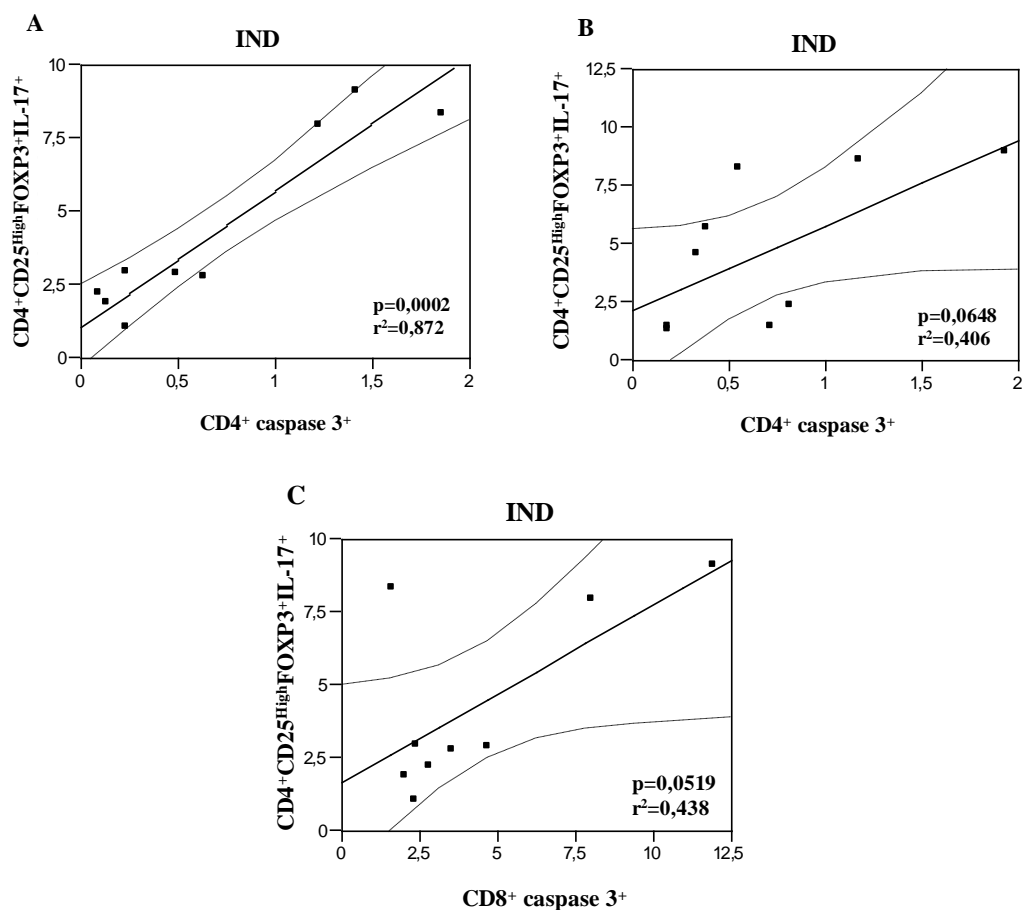 A
IND
CD4⁺CD25ᴴⁱᵍʰFOXP3⁺IL-17⁺
10
7,5
5
2,5
0
0
0,5
1
1,5
2
p=0,0002
r²=0,872
CD4⁺ caspase 3⁺
B
IND
CD4⁺CD25ᴴⁱᵍʰFOXP3⁺IL-17⁺
12,5
10
7,5
5
2,5
0
0
0,5
1
1,5
2
p=0,0648
r²=0,406
CD4⁺ caspase 3⁺
C
IND
CD4⁺CD25ᴴⁱᵍʰFOXP3⁺IL-17⁺
10
7,5
5
2,5
0
0
2,5
5
7,5
10
12,5
p=0,0519
r²=0,438
CD8⁺ caspase 3⁺